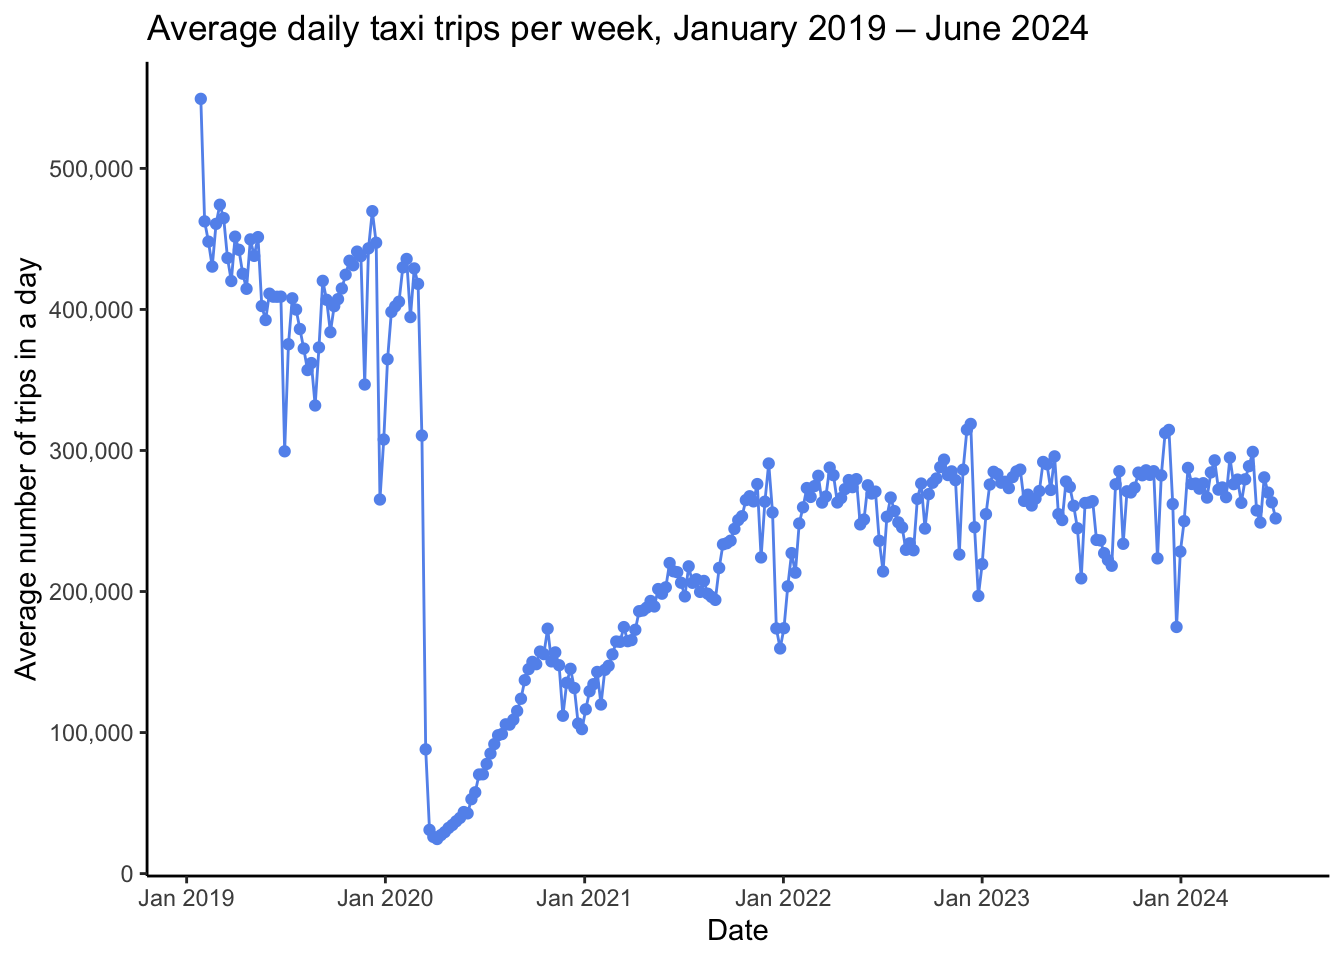 Average daily taxi trips per week, January 2019 – June 2024
Average number of trips in a day
500,000
400,000
300,000
200,000
100,000
0
Jan 2019
Jan 2020
Jan 2021
Jan 2022
Jan 2023
Jan 2024
Date